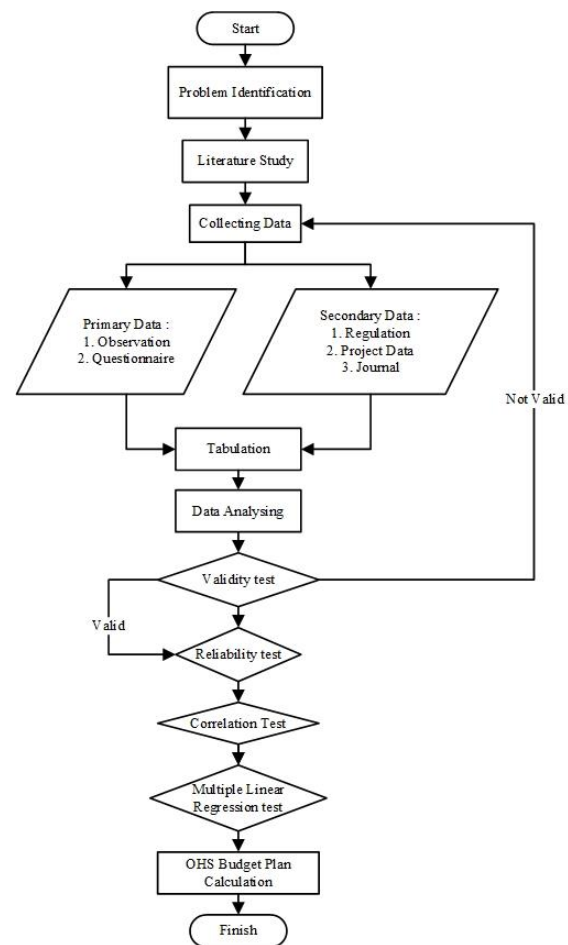 Start
Problem Identification
Literature Study
Collecting Data
Primary Data :
1. Observation
2. Questionnaire
Secondary Data :
1. Regulation
2. Project Data
3. Journal
Not Valid
Tabulation
Data Analysing
Validity test
Valid
Reliability test
Correlation Test
Multiple Linear
Regression test
OHS Budget Plan
Calculation
Finish